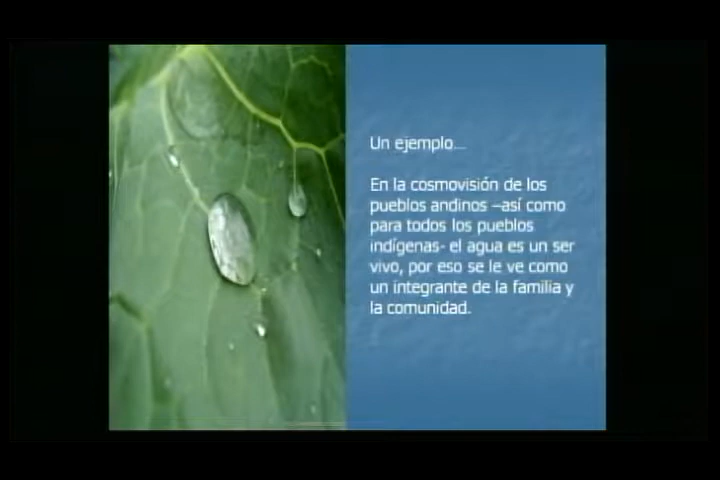 Un ejemplo...
En la cosmovisión de los
pueblos andinos –así como
para todos los pueblos
indígenas- el agua es un ser
vivo, por eso se le ve como
un integrante de la familia y
la comunidad.